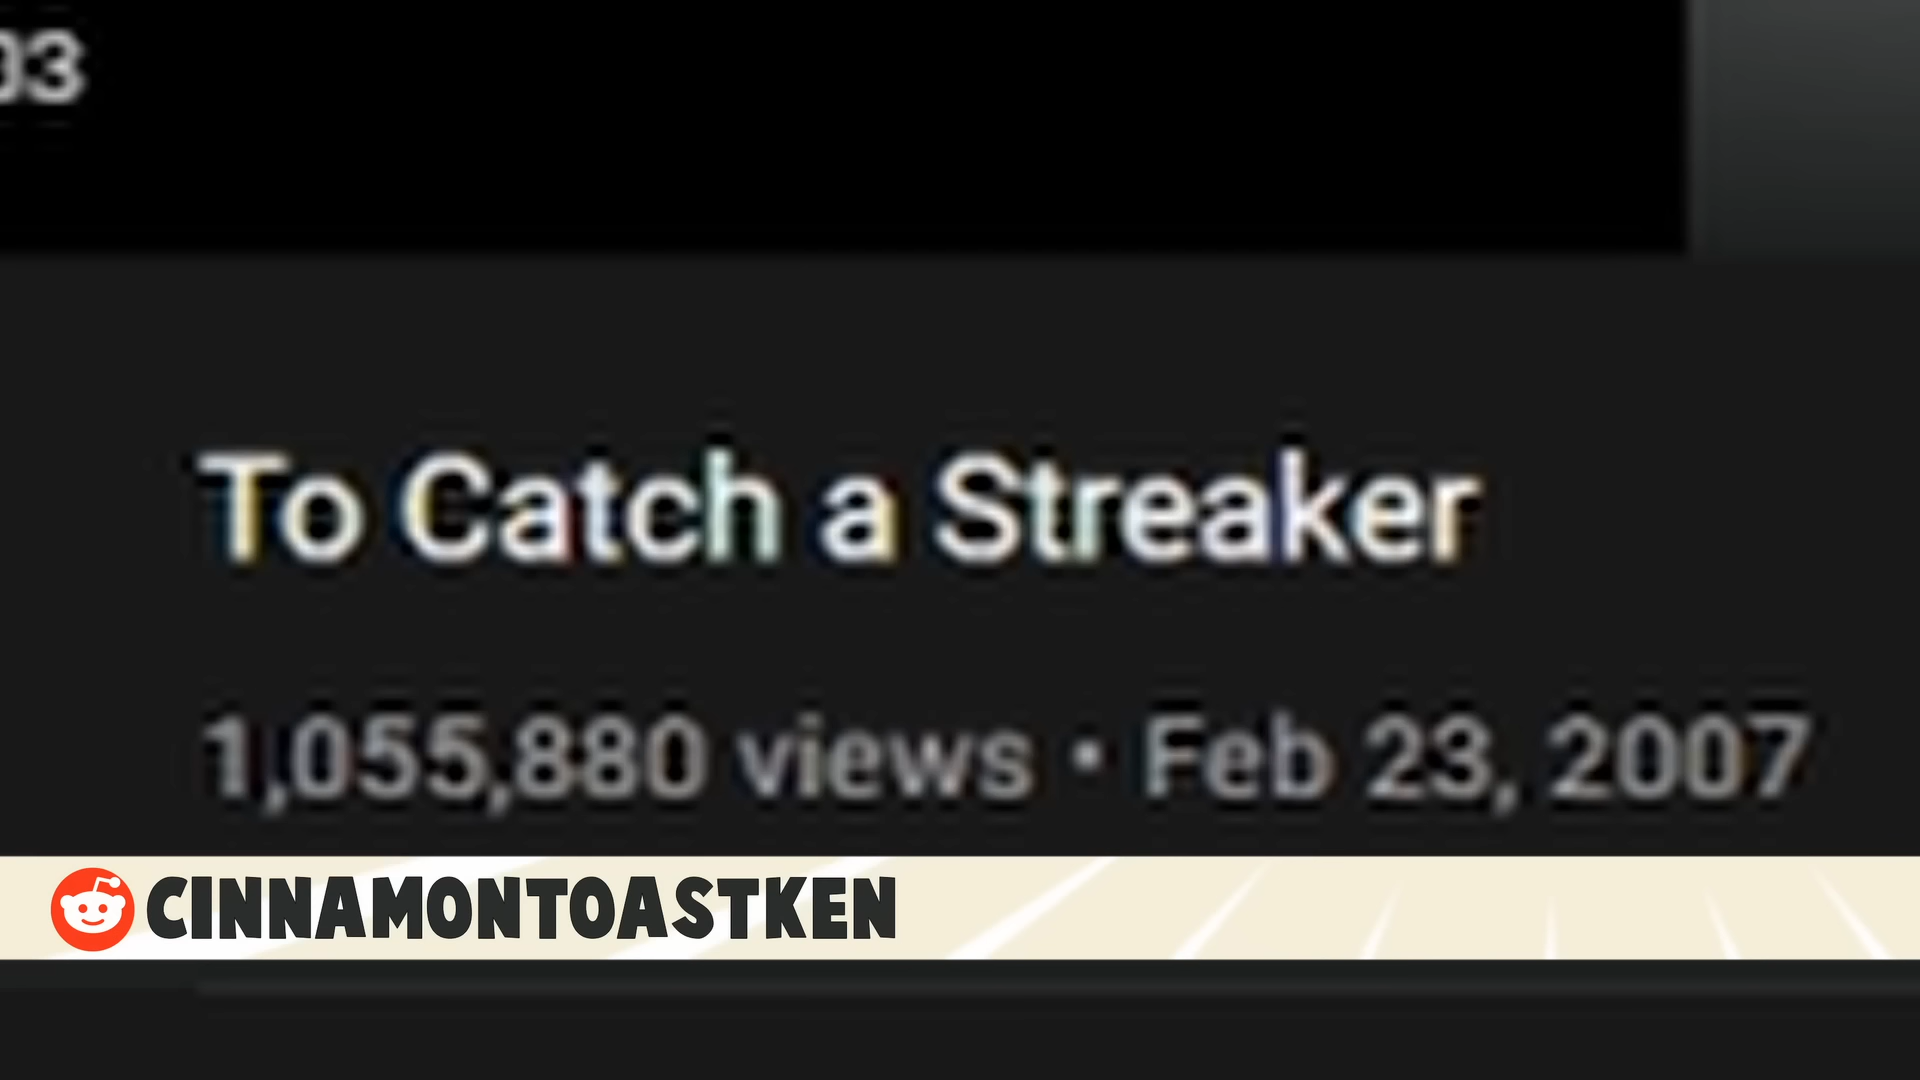 03
To Catch a Streaker
1,055,880 views • Feb 23, 2007
CINNAMONTOASTKEN